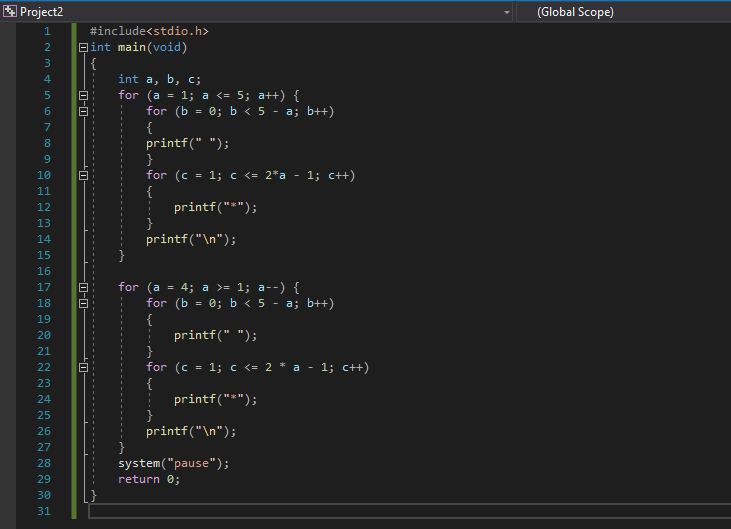 Project2 (Global Scope)
1 #include<stdio.h>
2 int main(void)
3 {
4     int a, b, c;
5     for (a = 1; a <= 5; a++) {
6         for (b = 0; b < 5 - a; b++)
7         {
8         printf(" ");
9         }
10         for (c = 1; c <= 2*a - 1; c++)
11         {
12             printf("*");
13         }
14         printf("\n");
15     }
16
17     for (a = 4; a >= 1; a--) {
18         for (b = 0; b < 5 - a; b++)
19         {
20             printf(" ");
21         }
22         for (c = 1; c <= 2 * a - 1; c++)
23         {
24             printf("*");
25         }
26         printf("\n");
27     }
28     system("pause");
29     return 0;
30 }
31